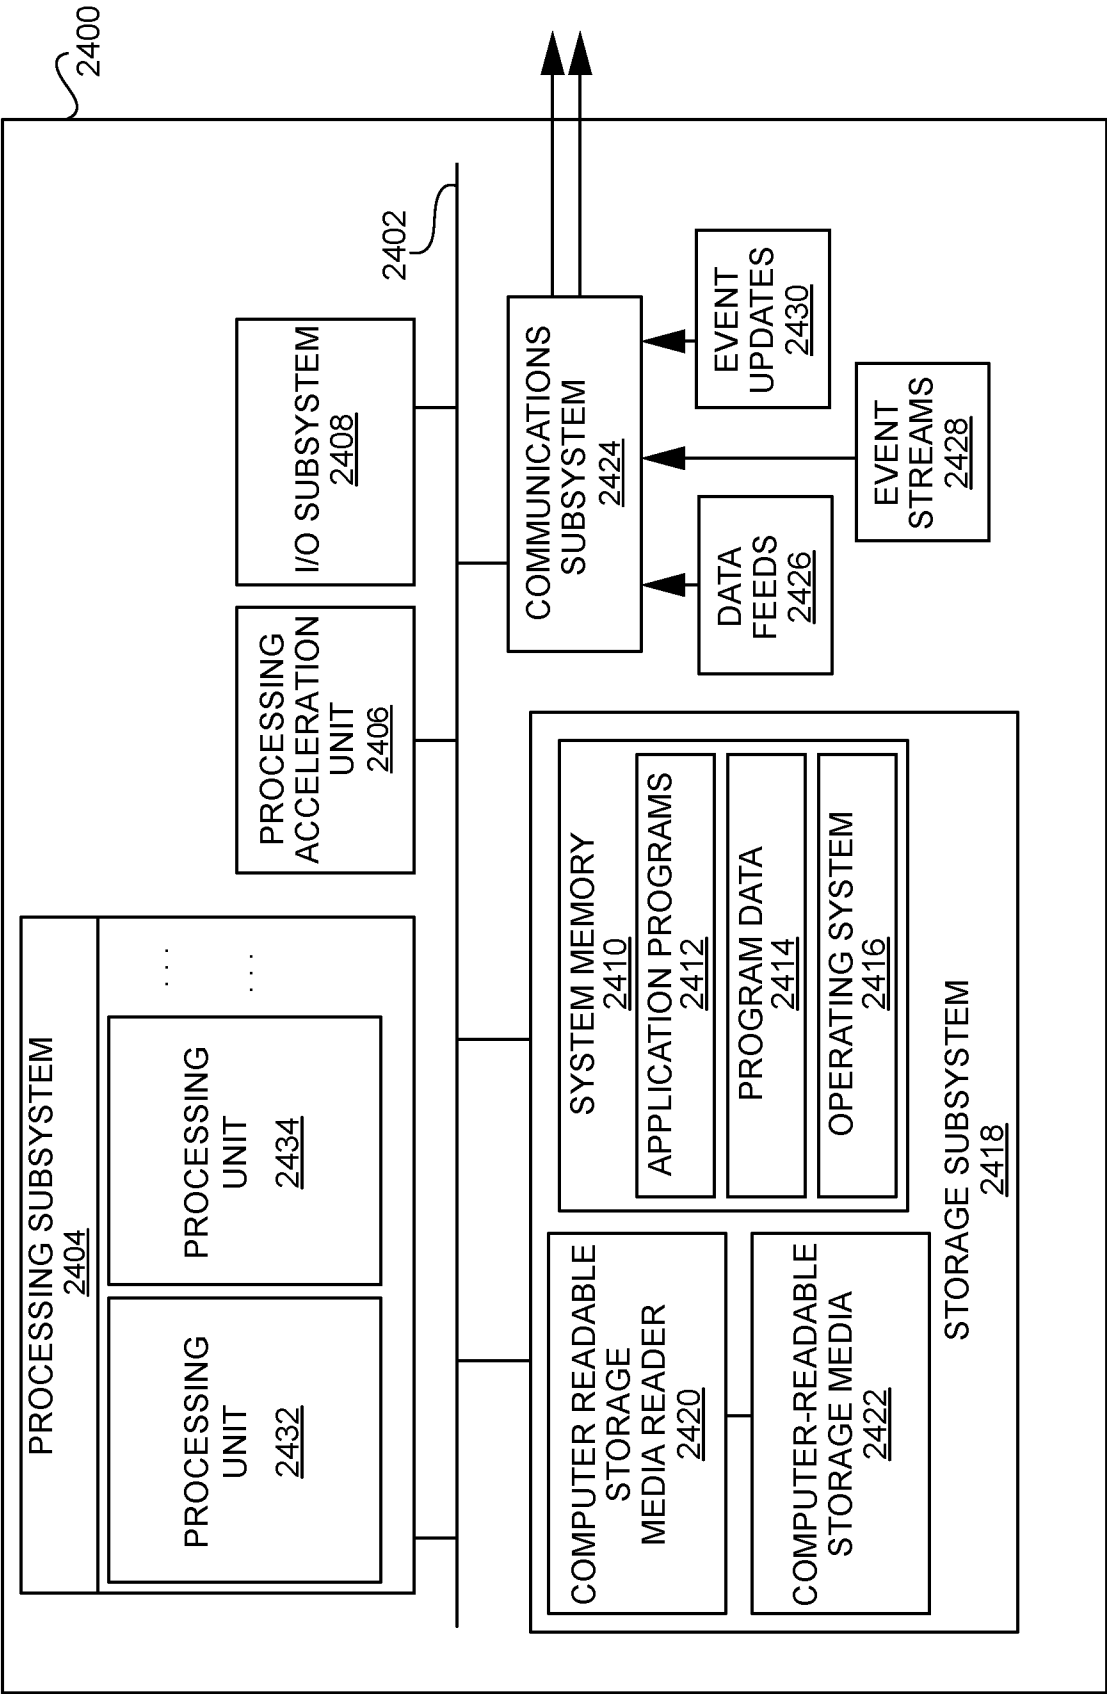 2400
PROCESSING SUBSYSTEM
2404
PROCESSING
UNIT
2432
PROCESSING
UNIT
2434
... 
...
PROCESSING
ACCELERATION
UNIT
2406
I/O SUBSYSTEM
2408
2402
COMPUTER READABLE
STORAGE
MEDIA READER
2420
COMPUTER-READABLE
STORAGE MEDIA
2422
SYSTEM MEMORY
2410
APPLICATION PROGRAMS
2412
PROGRAM DATA
2414
OPERATING SYSTEM
2416
STORAGE SUBSYSTEM
2418
COMMUNICATIONS
SUBSYSTEM
2424
DATA
FEEDS
2426
EVENT
STREAMS
2428
EVENT
UPDATES
2430